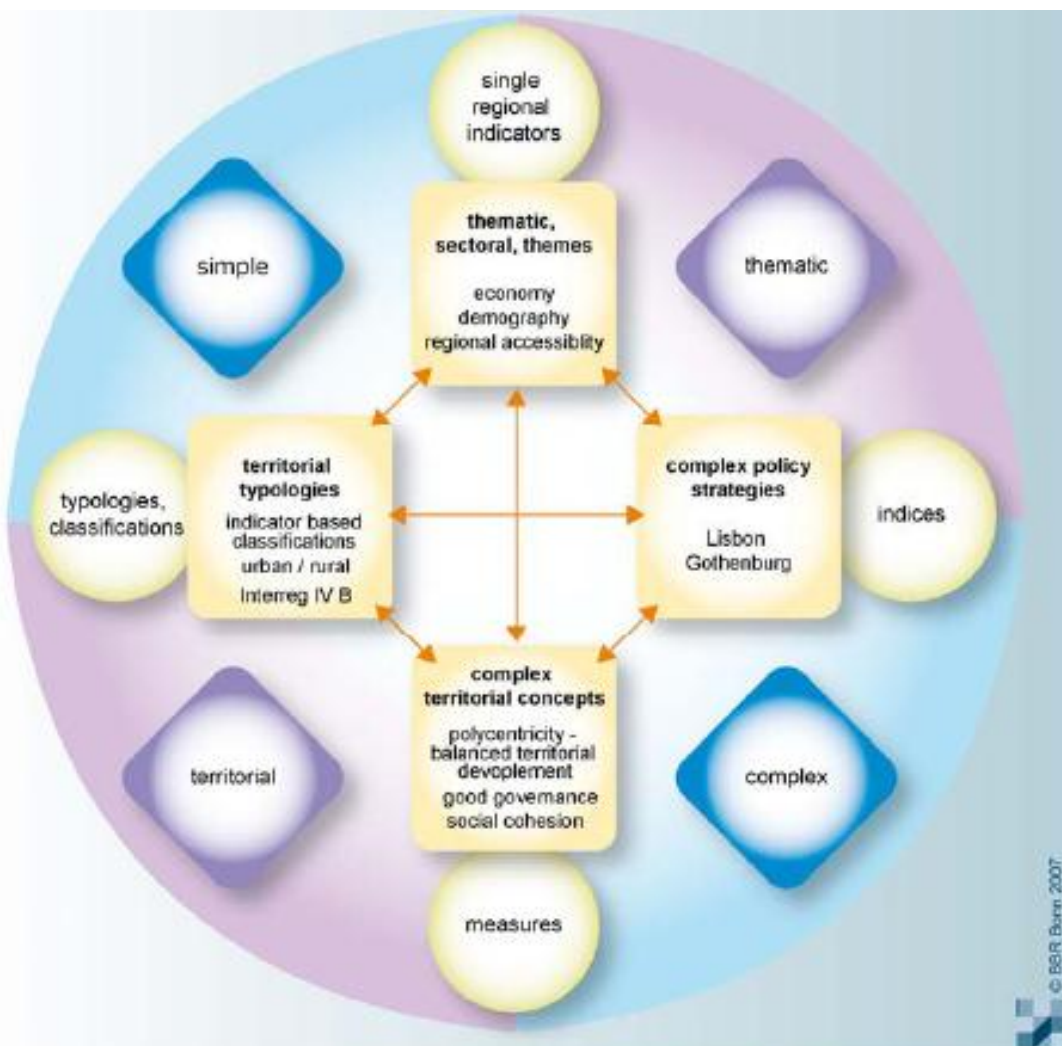 single
regional
indicators
thematic,
sectoral, themes
economy
demography
regional accessiblity
simple
thematic
typologies,
classifications
territorial
typologies
indicator based
classifications
urban / rural
Interreg IV B
complex policy
strategies
Lisbon
Gothenburg
indices
complex
territorial concepts
polycentricity -
balanced territorial
devoplement
good governance
social cohesion
territorial
complex
measures
© BBR Bonn 2007